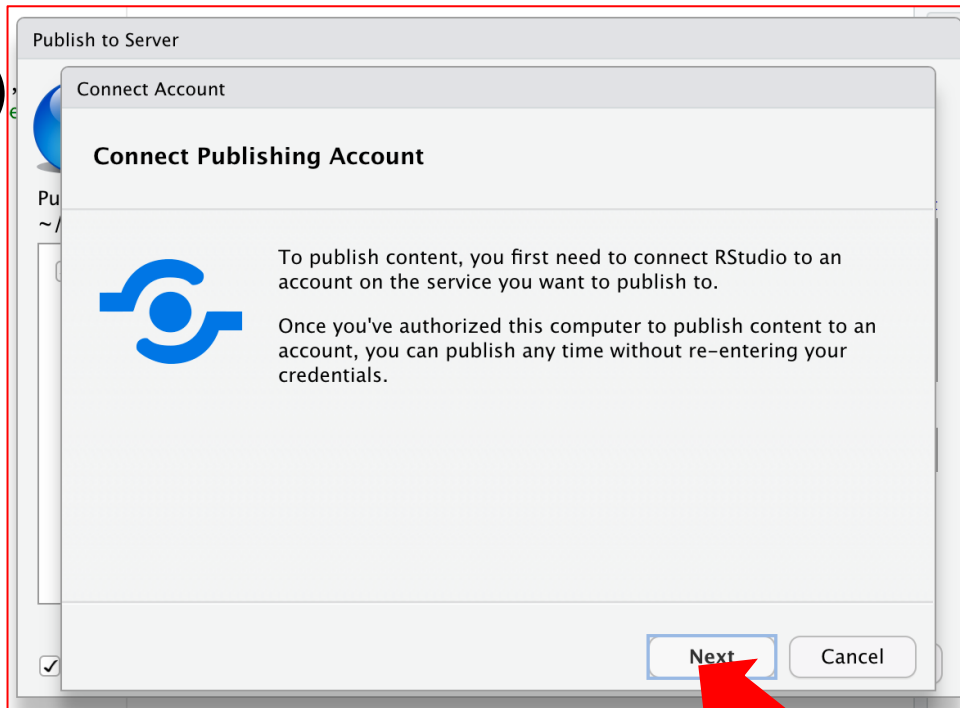 Publish to Server
Connect Account
Connect Publishing Account
To publish content, you first need to connect RStudio to an
account on the service you want to publish to.
Once you've authorized this computer to publish content to an
account, you can publish any time without re-entering your
credentials.
Next
Cancel